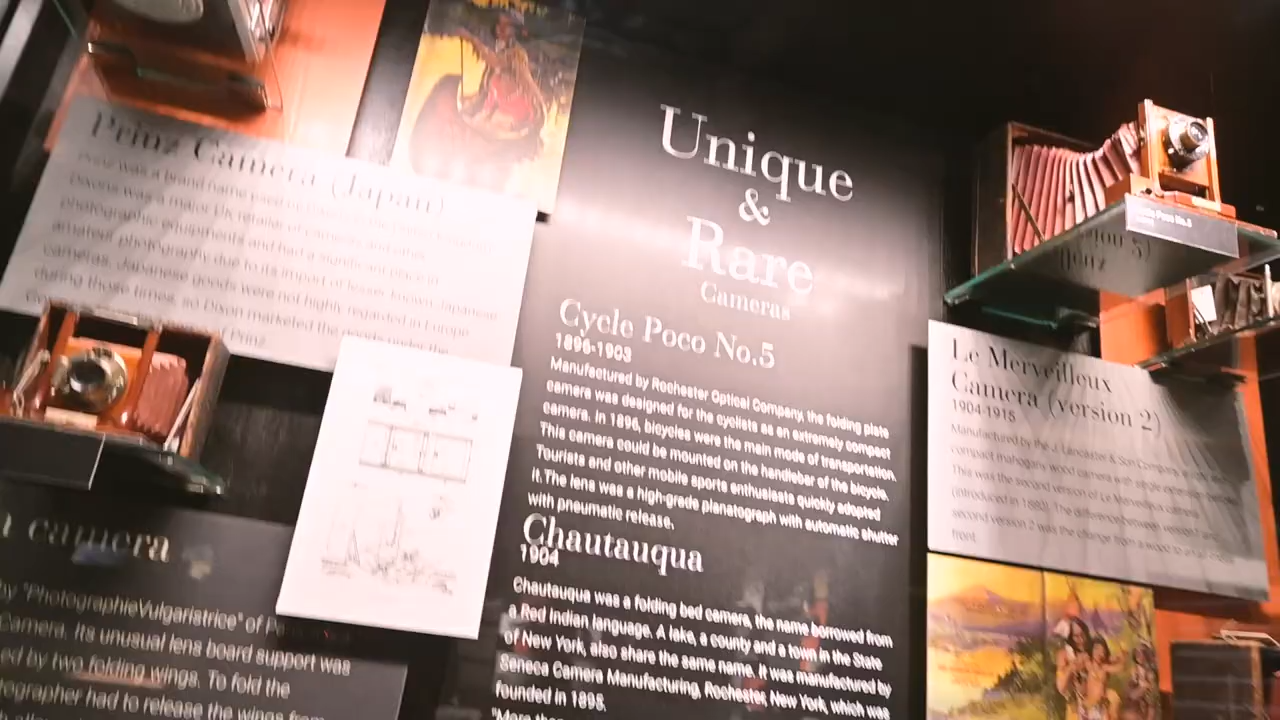 Prinz Camera (Japan)
Prinz was a brand name used by
Dixons was a major UK retailer of cameras and other
photographic equipments and had a significant place in
amateur photography due to its import of lesser known Japanese
cameras. Japanese goods were not highly regarded in Europe
during those times, so Dixon marketed the goods under the
of Prinz.
Unique
&
Rare
Cameras
Cycle Poco No.5
1896-1903
Manufactured by Rochester Optical Company, the folding plate
camera was designed for the cyclists as an extremely compact
camera. In 1896, bicycles were the main mode of transportation.
This camera could be mounted on the handlebar of the bicycle.
Tourists and other mobile sports enthusiasts quickly adopted
it. The lens was a high-grade planatograph with automatic shutter
with pneumatic release.
Chautauqua
1904
Chautauqua was a folding bed camera, the name borrowed from
a Red Indian language. A lake, a county and a town in the State
of New York, also share the same name. It was manufactured by
Seneca Camera Manufacturing, Rochester, New York, which was
founded in 1895.
"More than
Cycle Poco No.5
Le Merveilleux
Camera (version 2)
1904-1915
Manufactured by the J. Lancaster & Son Company,
compact mahogany wood camera with single extension
This was the second version of Le Merveilleux camera
(introduced in 1880). The difference between
second version 2 was the change from a wood to
front.
camera
by "PhotographieVulgaristrice" of
Camera. Its unusual lens board support was
ed by two folding wings. To fold the
tographer had to release the wings from